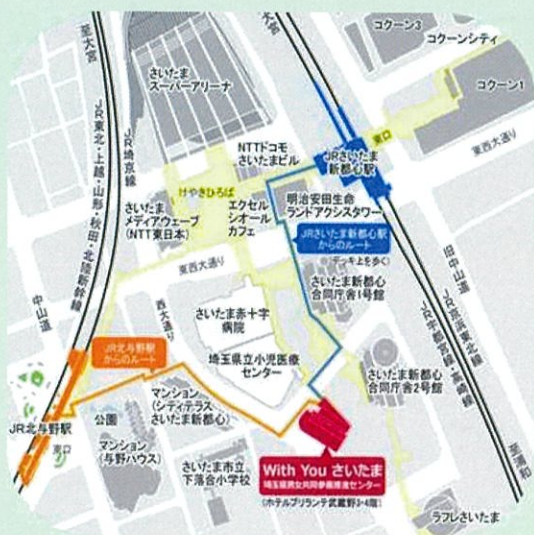 至大宮
至大宮
コクーン3
コクーンシティ
コクーン1
さいたま
スーパーアリーナ
JR東北・上越・山形・秋田・北陸新幹線
JR埼京線
NTTドコモ
さいたまビル
JRさいたま
新都心駅
東口
東西大通り
けやきひろば
エクセル
シオール
カフェ
明治安田生命
ランドアクシスタワー
さいたま
メディアウェーブ
(NTT東日本)
JRさいたま新都心駅
からのルート
(デッキ上を歩く)
東西大通り
中山道
西大通り
さいたま新都心
合同庁舎1号館
旧中山道
さいたま赤十字
病院
JR北与野駅
からのルート
埼玉県立小児医療
センター
さいたま新都心
合同庁舎2号館
JR宇都宮線・高崎線・京浜東北線
マンション
(シティテラス
さいたま新都心)
公園
JR北与野駅
東口
マンション
(与野ハウス)
さいたま市立
下落合小学校
With You さいたま
埼玉県男女共同参画推進センター
(ホテルブリランテ武蔵野3・4階)
至浦和
ラフレさいたま